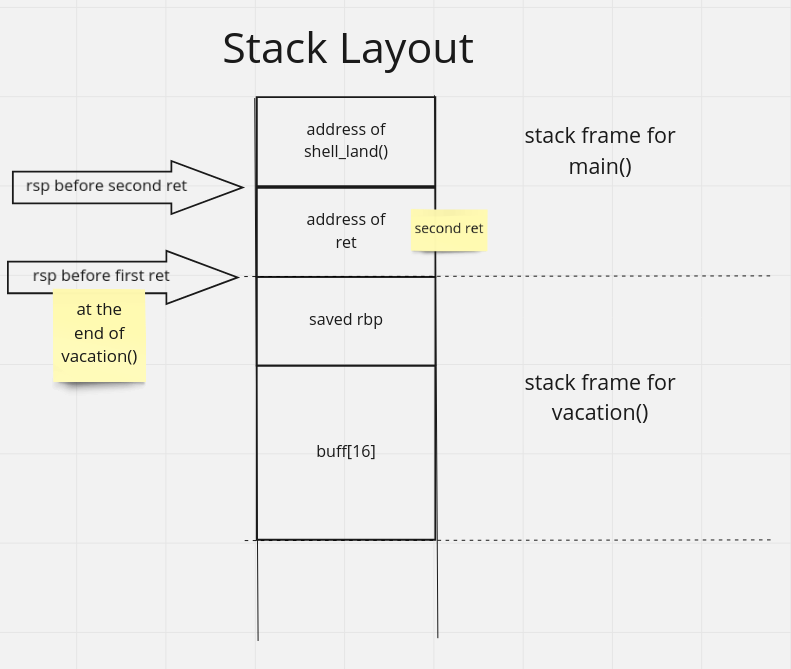 Stack Layout
address of
shell_land()
stack frame for
main()
rsp before second ret
address of
ret
second ret
rsp before first ret
at the
end of
vacation()
saved rbp
stack frame for
vacation()
buff[16]